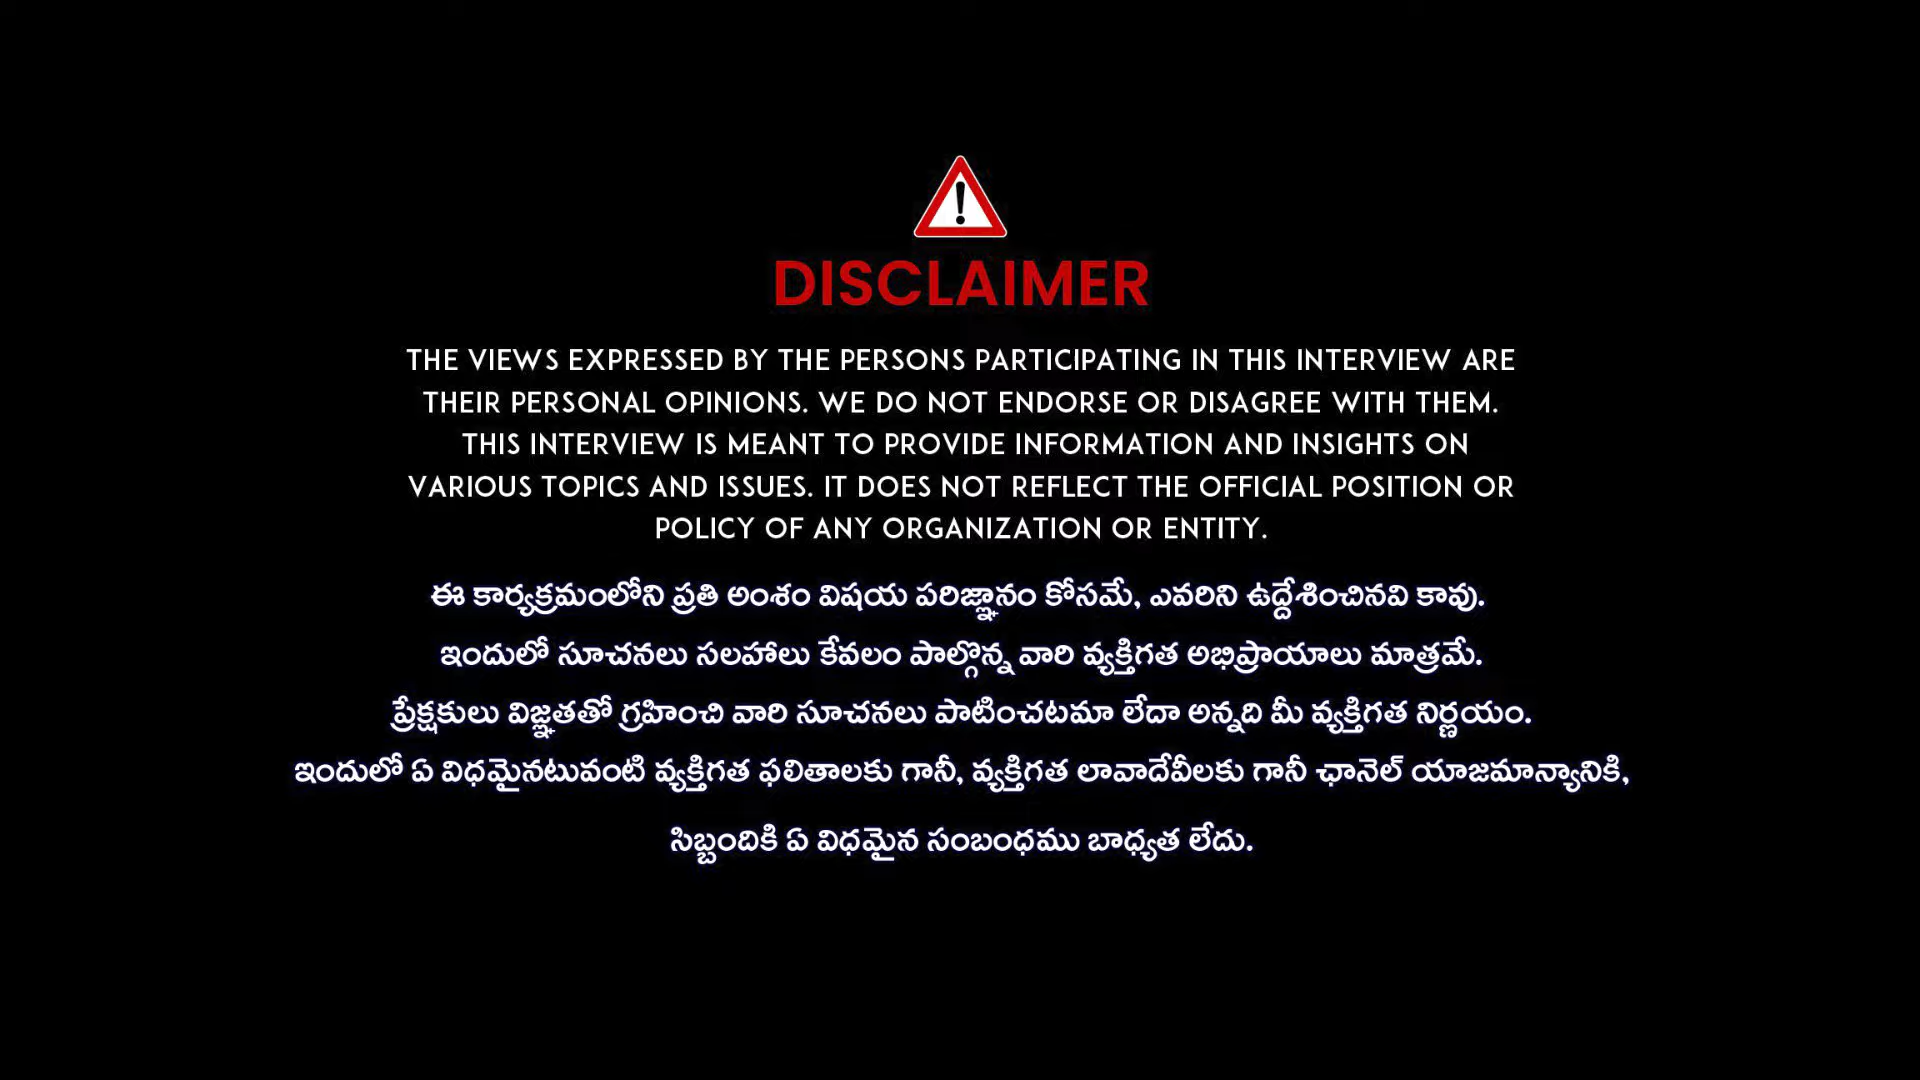 DISCLAIMER
THE VIEWS EXPRESSED BY THE PERSONS PARTICIPATING IN THIS INTERVIEW ARE
THEIR PERSONAL OPINIONS. WE DO NOT ENDORSE OR DISAGREE WITH THEM.
THIS INTERVIEW IS MEANT TO PROVIDE INFORMATION AND INSIGHTS ON
VARIOUS TOPICS AND ISSUES. IT DOES NOT REFLECT THE OFFICIAL POSITION OR
POLICY OF ANY ORGANIZATION OR ENTITY.
ఈ కార్యక్రమంలోని ప్రతి అంశం విషయ పరిజ్ఞానం కోసమే, ఎవరిని ఉద్దేశించినవి కావు.
ఇందులో సూచనలు సలహాలు కేవలం పాల్గొన్న వారి వ్యక్తిగత అభిప్రాయాలు మాత్రమే.
ప్రేక్షకులు విజ్ఞతతో గ్రహించి వారి సూచనలు పాటించటమా లేదా అన్నది మీ వ్యక్తిగత నిర్ణయం.
ఇందులో ఏ విధమైనటువంటి వ్యక్తిగత ఫలితాలకు గానీ, వ్యక్తిగత లావాదేవీలకు గానీ ఛానెల్ యాజమాన్యానికి,
సిబ్బందికి ఏ విధమైన సంబంధము బాధ్యత లేదు.